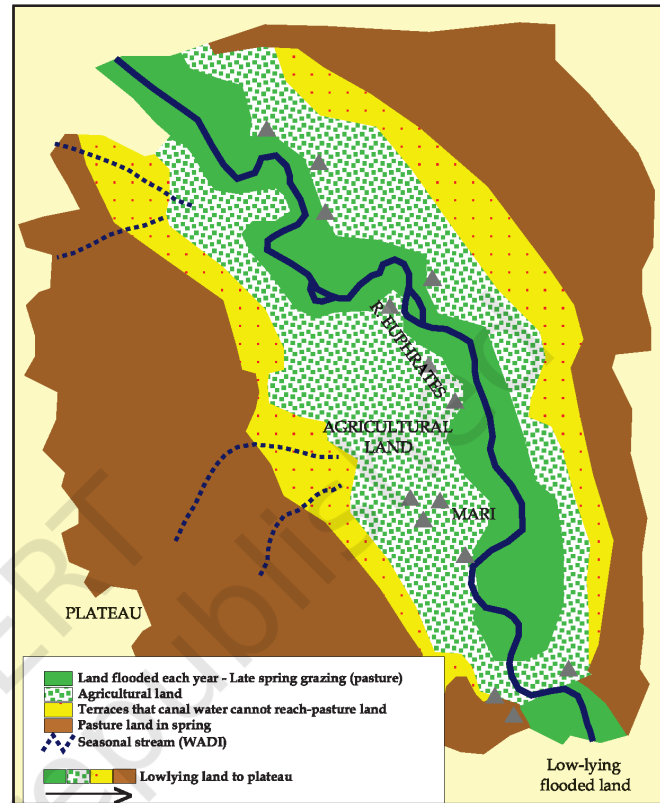 R. EUPHRATES
AGRICULTURAL
LAND
MARI
PLATEAU
Land flooded each year - Late spring grazing (pasture)
Agricultural land
Terraces that canal water cannot reach-pasture land
Pasture land in spring
Seasonal stream (WADI)
Lowlying land to plateau
Low-lying
flooded land